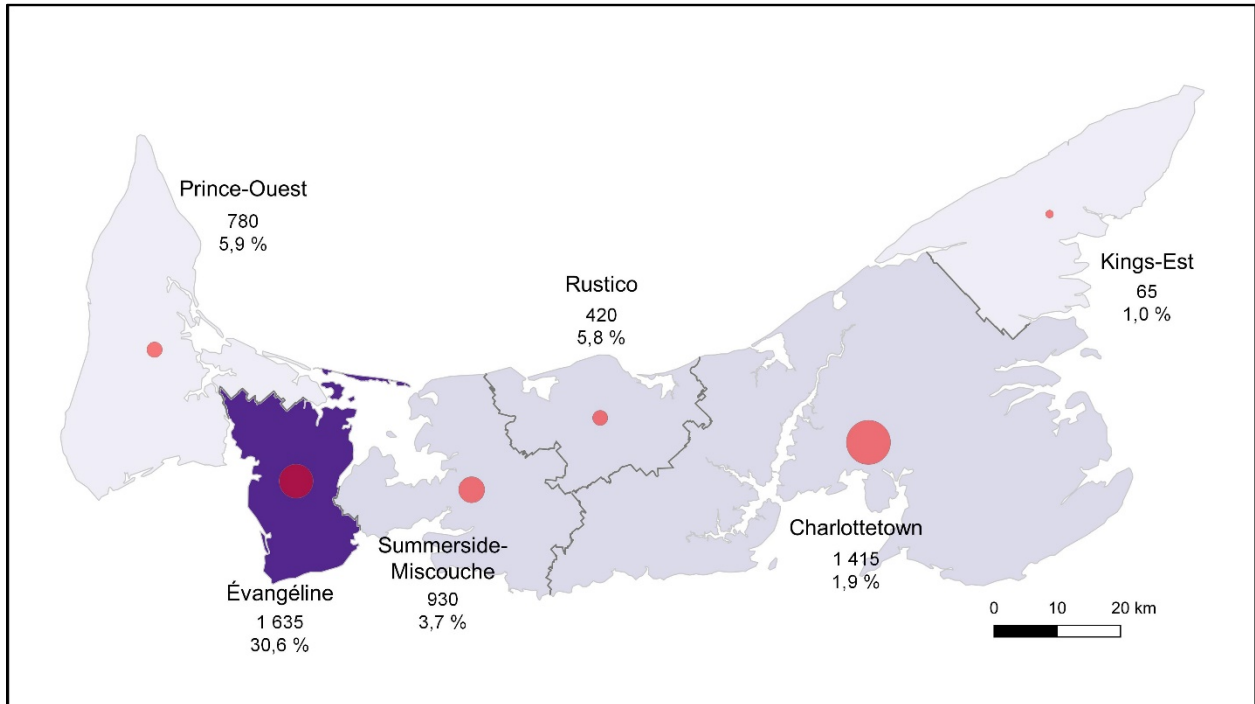 Prince-Ouest
780
5,9 %
Rustico
420
5,8 %
Kings-Est
65
1,0 %
Évangéline
1 635
30,6 %
Summerside-
Miscouche
930
3,7 %
Charlottetown
1 415
1,9 %
0 10 20 km